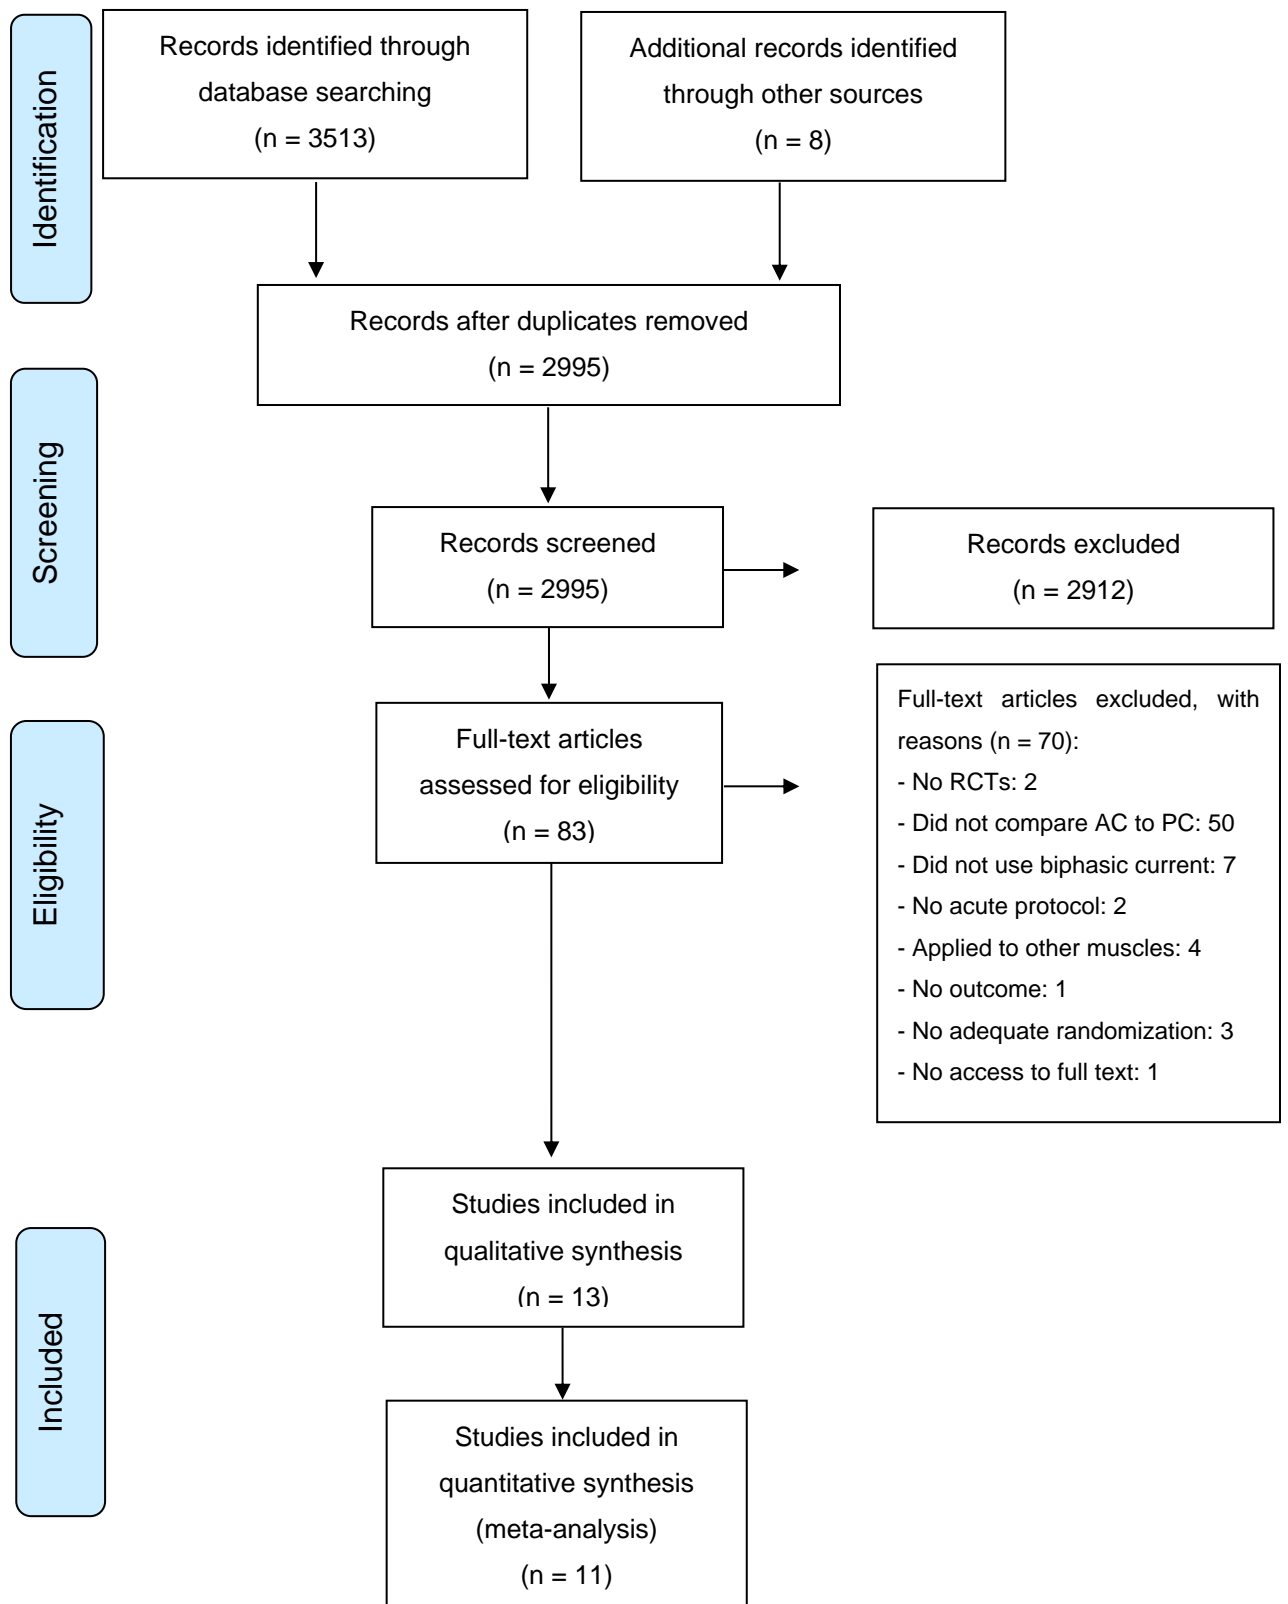 Identification
Records identified through
database searching
(n = 3513)
Additional records identified
through other sources
(n = 8)
Records after duplicates removed
(n = 2995)
Screening
Records screened
(n = 2995)
Records excluded
(n = 2912)
Eligibility
Full-text articles
assessed for eligibility
(n = 83)
Full-text articles excluded, with
reasons (n = 70):
- No RCTs: 2
- Did not compare AC to PC: 50
- Did not use biphasic current: 7
- No acute protocol: 2
- Applied to other muscles: 4
- No outcome: 1
- No adequate randomization: 3
- No access to full text: 1
Included
Studies included in
qualitative synthesis
(n = 13)
Studies included in
quantitative synthesis
(meta-analysis)
(n = 11)